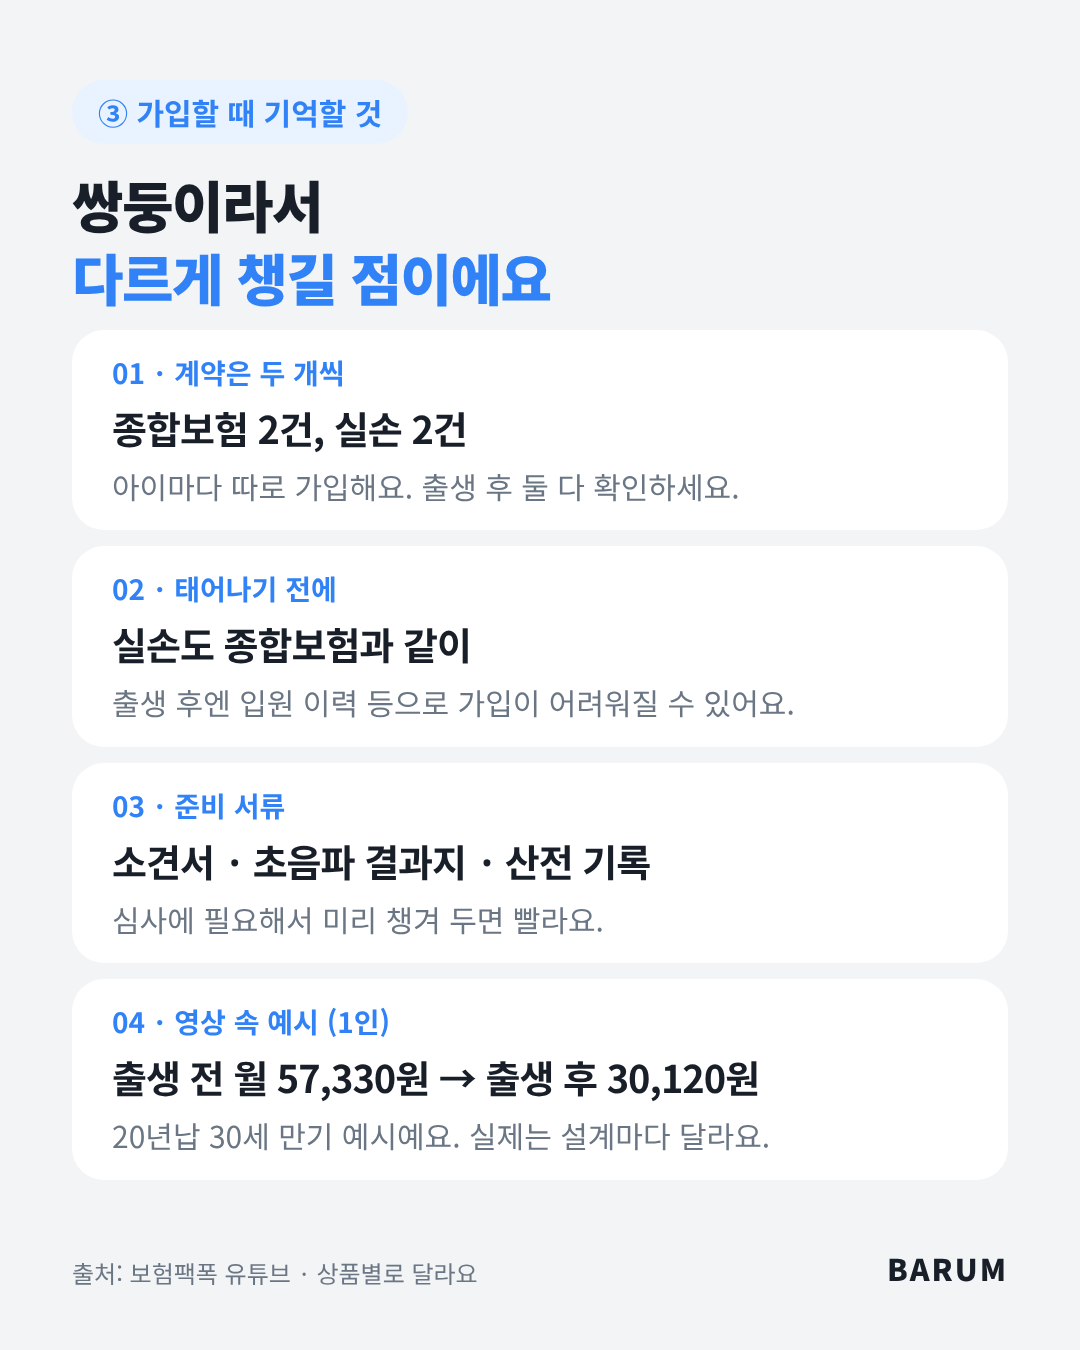 ③ 가입할 때 기억할 것
쌍둥이라서
다르게 챙길 점이에요
01 · 계약은 두 개씩
종합보험 2건, 실손 2건
아이마다 따로 가입해요. 출생 후 둘 다 확인하세요.
02 · 태어나기 전에
실손도 종합보험과 같이
출생 후엔 입원 이력 등으로 가입이 어려워질 수 있어요.
03 · 준비 서류
소견서 · 초음파 결과지 · 산전 기록
심사에 필요해서 미리 챙겨 두면 빨라요.
04 · 영상 속 예시 (1인)
출생 전 월 57,330원 → 출생 후 30,120원
20년납 30세 만기 예시예요. 실제는 설계마다 달라요.
출처: 보험팩폭 유튜브 · 상품별로 달라요
BARUM